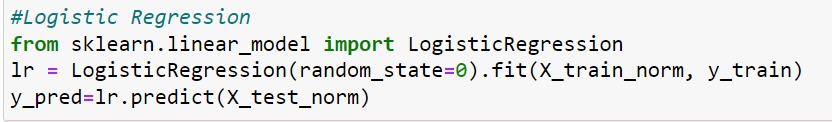 #Logistic Regression
from sklearn.linear_model import LogisticRegression
lr = LogisticRegression(random_state=0).fit(X_train_norm, y_train)
y_pred=lr.predict(X_test_norm)